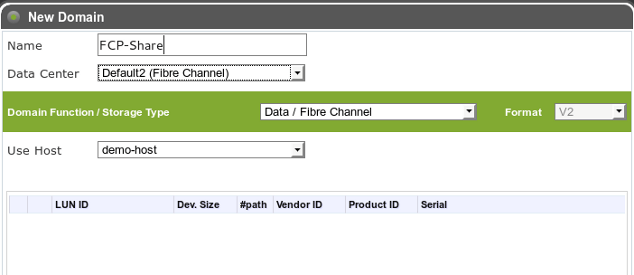 New Domain
Name FCP-Share
Data Center Default2 (Fibre Channel)
Domain Function / Storage Type Data / Fibre Channel Format V2
Use Host demo-host
LUN ID Dev. Size #path Vendor ID Product ID Serial